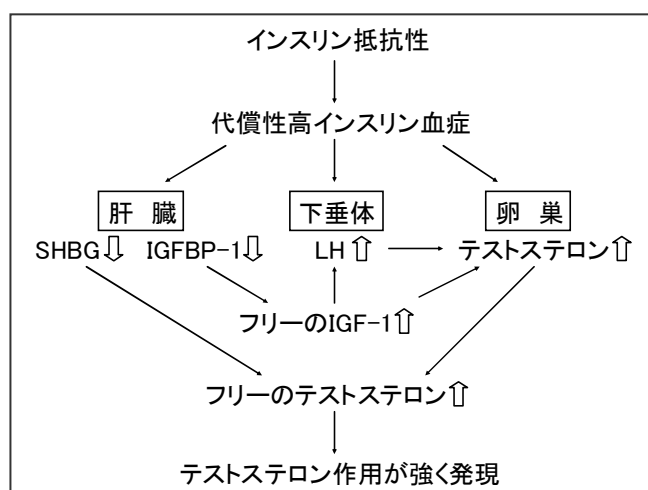 インスリン抵抗性
代償性高インスリン血症
肝 臓 下垂体 卵 巣
SHBG⇩ IGFBP-1⇩ LH⇧ テストステロン⇧
フリーのIGF-1⇧
フリーのテストステロン⇧
テストステロン作用が強く発現